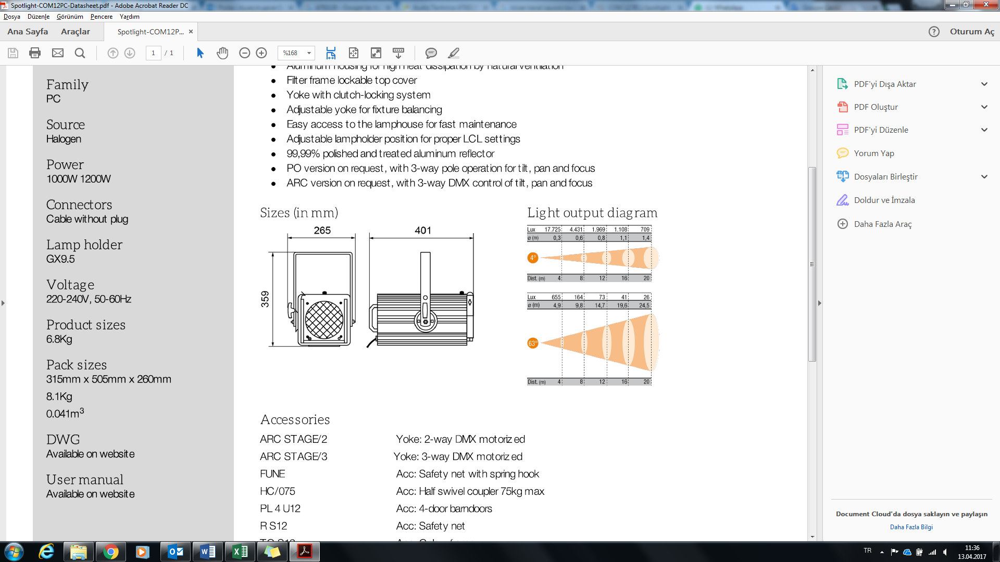 Spotlight-COM12PC-Datasheet.pdf - Adobe Acrobat Reader DC
Dosya Düzenle Görünüm Pencere Yardım
Ana Sayfa Araçlar Spotlight-COM12P... × Oturum Aç
1 / 1 %168
Family
PC
Source
Halogen
Power
1000W 1200W
Connectors
Cable without plug
Lamp holder
GX9.5
Voltage
220-240V, 50-60Hz
Product sizes
6.8Kg
Pack sizes
315mm x 505mm x 260mm
8.1Kg
0.041m³
DWG
Available on website
User manual
Available on website
• Aluminum housing for high heat dissipation by natural ventilation
• Filter frame lockable top cover
• Yoke with clutch-locking system
• Adjustable yoke for fixture balancing
• Easy access to the lamphouse for fast maintenance
• Adjustable lampholder position for proper LCL settings
• 99,99% polished and treated aluminum reflector
• PO version on request, with 3-way pole operation for tilt, pan and focus
• ARC version on request, with 3-way DMX control of tilt, pan and focus
Sizes (in mm)
265 401
359
Light output diagram
Lux 17.725 4.431 1.969 1.108 709
ø (m) 0,3 0,6 0,8 1,1 1,4
4°
Dist. (m) 4 8 12 16 20
Lux 655 164 73 41 26
ø (m) 4,9 9,8 14,7 19,6 24,5
63°
Dist. (m) 4 8 12 16 20
Accessories
ARC STAGE/2 Yoke: 2-way DMX motorized
ARC STAGE/3 Yoke: 3-way DMX motorized
FUNE Acc: Safety net with spring hook
HC/075 Acc: Half swivel coupler 75kg max
PL 4 U12 Acc: 4-door barndoors
R S12 Acc: Safety net
PDF'yi Dışa Aktar
PDF Oluştur
PDF'yi Düzenle
Yorum Yap
Dosyaları Birleştir
Doldur ve İmzala
Daha Fazla Araç
Document Cloud'da dosya saklayın ve paylaşın
Daha Fazla Bilgi
TR 11:36
13.04.2017